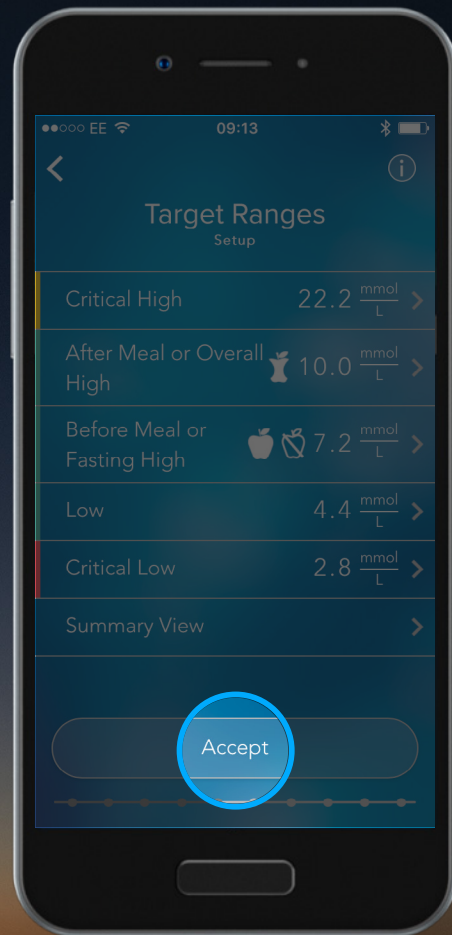 EE 09:13
Target Ranges
Setup
Critical High 22.2 mmol/L
After Meal or Overall
High 10.0 mmol/L
Before Meal or
Fasting High 7.2 mmol/L
Low 4.4 mmol/L
Critical Low 2.8 mmol/L
Summary View
Accept